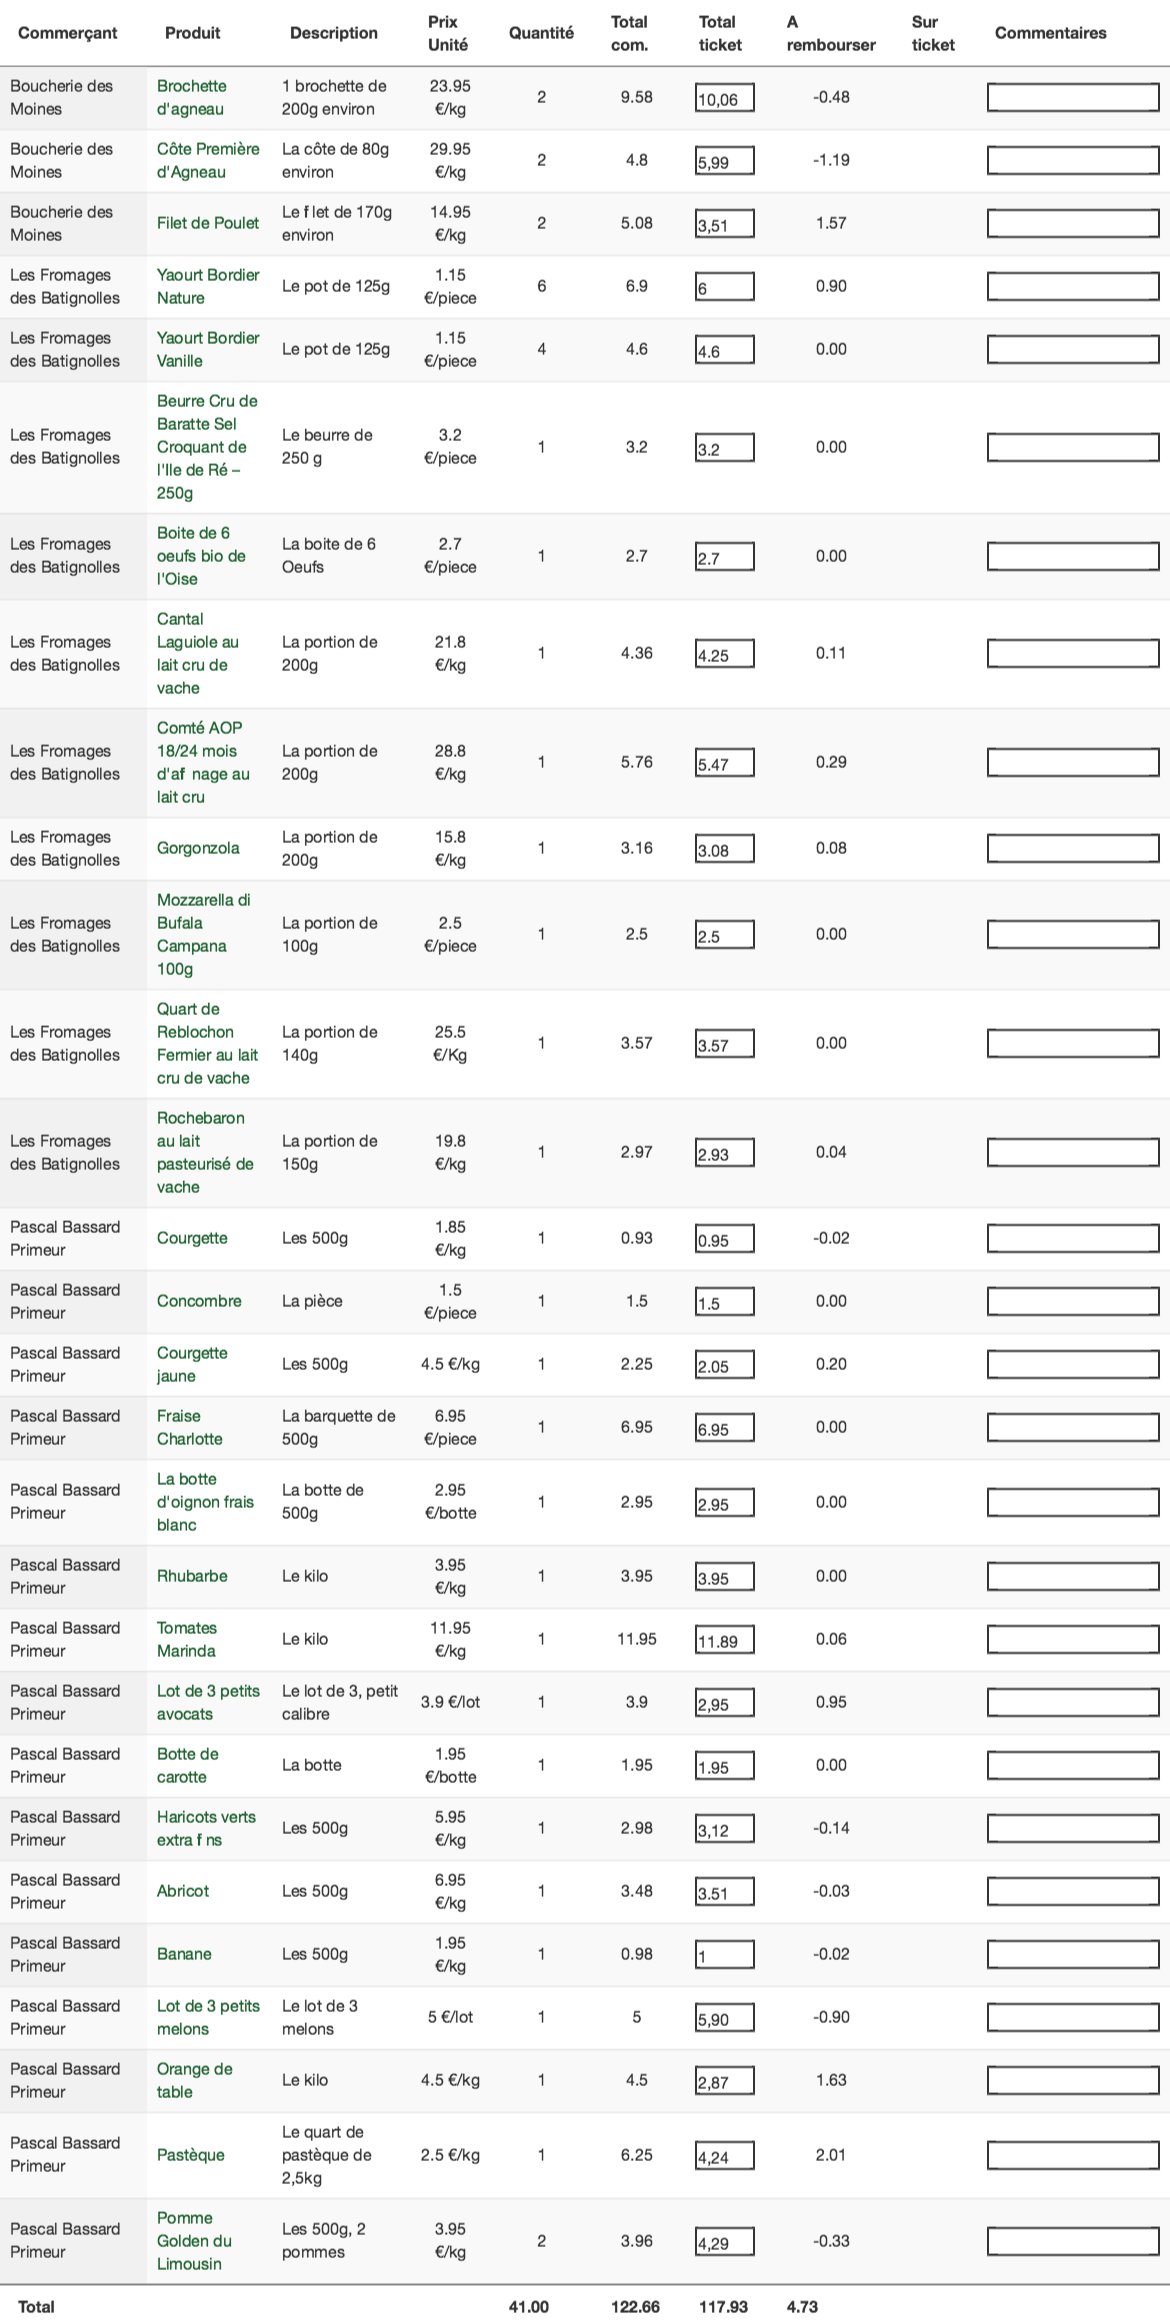 Commerçant Produit Description Prix Unité Quantité Total com. Total ticket A rembourser Sur ticket Commentaires
Boucherie des Moines Brochette d'agneau 1 brochette de 200g environ 23.95 €/kg 2 9.58 10,06 -0.48
Boucherie des Moines Côte Première d'Agneau La côte de 80g environ 29.95 €/kg 2 4.8 5,99 -1.19
Boucherie des Moines Filet de Poulet Le f let de 170g environ 14.95 €/kg 2 5.08 3,51 1.57
Les Fromages des Batignolles Yaourt Bordier Nature Le pot de 125g 1.15 €/piece 6 6.9 6 0.90
Les Fromages des Batignolles Yaourt Bordier Vanille Le pot de 125g 1.15 €/piece 4 4.6 4.6 0.00
Les Fromages des Batignolles Beurre Cru de Baratte Sel Croquant de l'Ile de Ré – 250g Le beurre de 250 g 3.2 €/piece 1 3.2 3.2 0.00
Les Fromages des Batignolles Boite de 6 oeufs bio de l'Oise La boite de 6 Oeufs 2.7 €/piece 1 2.7 2.7 0.00
Les Fromages des Batignolles Cantal Laguiole au lait cru de vache La portion de 200g 21.8 €/kg 1 4.36 4.25 0.11
Les Fromages des Batignolles Comté AOP 18/24 mois d'af nage au lait cru La portion de 200g 28.8 €/kg 1 5.76 5.47 0.29
Les Fromages des Batignolles Gorgonzola La portion de 200g 15.8 €/kg 1 3.16 3.08 0.08
Les Fromages des Batignolles Mozzarella di Bufala Campana 100g La portion de 100g 2.5 €/piece 1 2.5 2.5 0.00
Les Fromages des Batignolles Quart de Reblochon Fermier au lait cru de vache La portion de 140g 25.5 €/Kg 1 3.57 3.57 0.00
Les Fromages des Batignolles Rochebaron au lait pasteurisé de vache La portion de 150g 19.8 €/kg 1 2.97 2.93 0.04
Pascal Bassard Primeur Courgette Les 500g 1.85 €/kg 1 0.93 0.95 -0.02
Pascal Bassard Primeur Concombre La pièce 1.5 €/piece 1 1.5 1.5 0.00
Pascal Bassard Primeur Courgette jaune Les 500g 4.5 €/kg 1 2.25 2.05 0.20
Pascal Bassard Primeur Fraise Charlotte La barquette de 500g 6.95 €/piece 1 6.95 6.95 0.00
Pascal Bassard Primeur La botte d'oignon frais blanc La botte de 500g 2.95 €/botte 1 2.95 2.95 0.00
Pascal Bassard Primeur Rhubarbe Le kilo 3.95 €/kg 1 3.95 3.95 0.00
Pascal Bassard Primeur Tomates Marinda Le kilo 11.95 €/kg 1 11.95 11.89 0.06
Pascal Bassard Primeur Lot de 3 petits avocats Le lot de 3, petit calibre 3.9 €/lot 1 3.9 2,95 0.95
Pascal Bassard Primeur Botte de carotte La botte 1.95 €/botte 1 1.95 1.95 0.00
Pascal Bassard Primeur Haricots verts extra f ns Les 500g 5.95 €/kg 1 2.98 3,12 -0.14
Pascal Bassard Primeur Abricot Les 500g 6.95 €/kg 1 3.48 3.51 -0.03
Pascal Bassard Primeur Banane Les 500g 1.95 €/kg 1 0.98 1 -0.02
Pascal Bassard Primeur Lot de 3 petits melons Le lot de 3 melons 5 €/lot 1 5 5,90 -0.90
Pascal Bassard Primeur Orange de table Le kilo 4.5 €/kg 1 4.5 2,87 1.63
Pascal Bassard Primeur Pastèque Le quart de pastèque de 2,5kg 2.5 €/kg 1 6.25 4,24 2.01
Pascal Bassard Primeur Pomme Golden du Limousin Les 500g, 2 pommes 3.95 €/kg 2 3.96 4,29 -0.33
Total 41.00 122.66 117.93 4.73